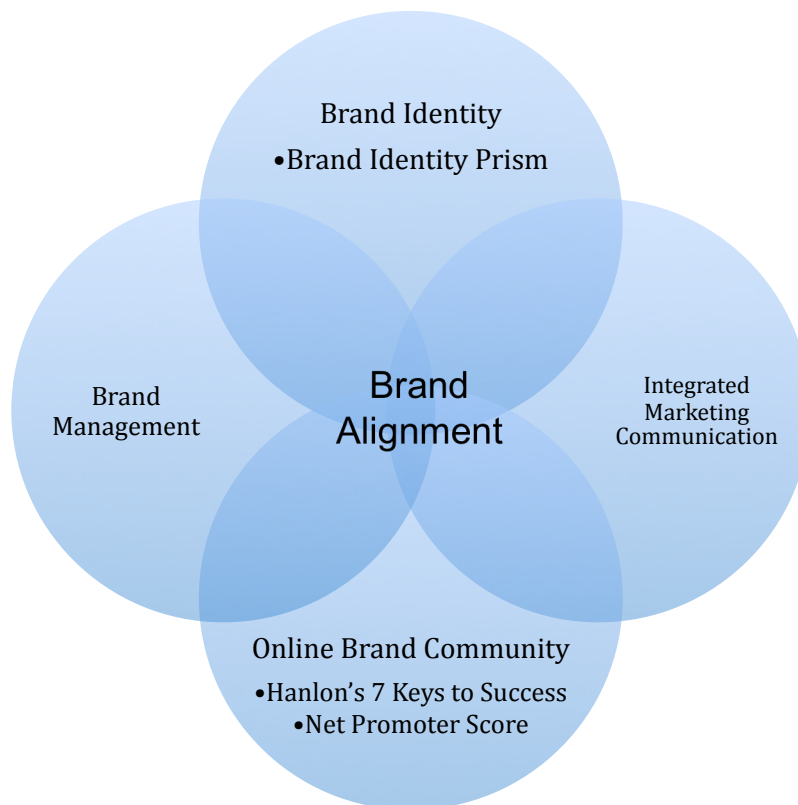 Brand Identity
•Brand Identity Prism
Brand
Management
Brand
Alignment
Integrated
Marketing
Communication
Online Brand Community
•Hanlon’s 7 Keys to Success
•Net Promoter Score